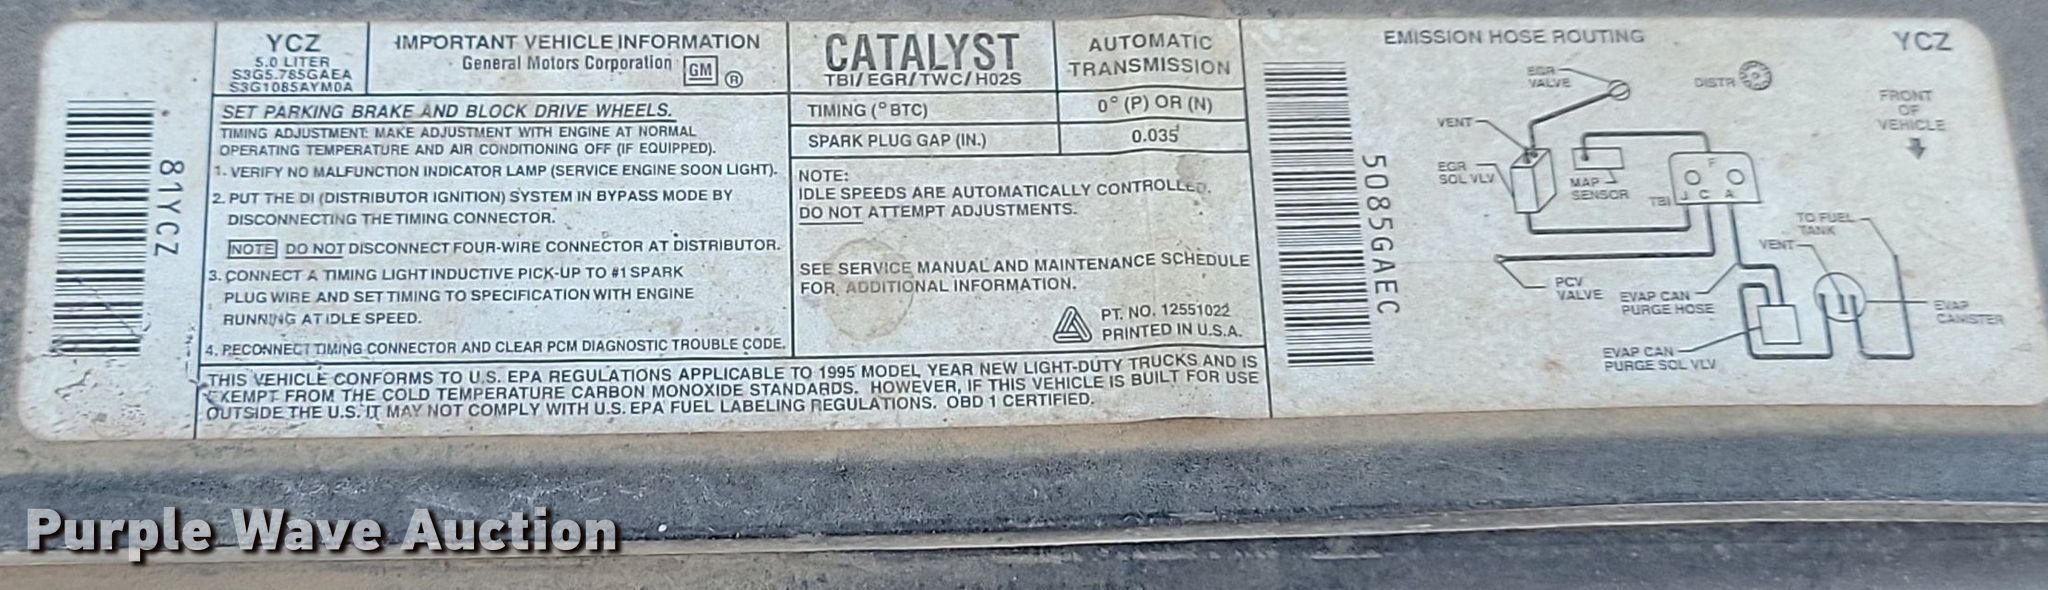 81YCZ
YCZ
5.0 LITER
S3G5.785GAEA
S3G1085AYM0A
IMPORTANT VEHICLE INFORMATION
General Motors Corporation GM ®
SET PARKING BRAKE AND BLOCK DRIVE WHEELS.
TIMING ADJUSTMENT: MAKE ADJUSTMENT WITH ENGINE AT NORMAL
OPERATING TEMPERATURE AND AIR CONDITIONING OFF (IF EQUIPPED).
1. VERIFY NO MALFUNCTION INDICATOR LAMP (SERVICE ENGINE SOON LIGHT).
2. PUT THE DI (DISTRIBUTOR IGNITION) SYSTEM IN BYPASS MODE BY
DISCONNECTING THE TIMING CONNECTOR.
NOTE DO NOT DISCONNECT FOUR-WIRE CONNECTOR AT DISTRIBUTOR.
3. CONNECT A TIMING LIGHT INDUCTIVE PICK-UP TO #1 SPARK
PLUG WIRE AND SET TIMING TO SPECIFICATION WITH ENGINE
RUNNING AT IDLE SPEED.
4. RECONNECT TIMING CONNECTOR AND CLEAR PCM DIAGNOSTIC TROUBLE CODE.
CATALYST
TBI/EGR/TWC/HO2S
AUTOMATIC
TRANSMISSION
TIMING (°BTC) 0° (P) OR (N)
SPARK PLUG GAP (IN.) 0.035
NOTE:
IDLE SPEEDS ARE AUTOMATICALLY CONTROLLED.
DO NOT ATTEMPT ADJUSTMENTS.
SEE SERVICE MANUAL AND MAINTENANCE SCHEDULE
FOR ADDITIONAL INFORMATION.
PT. NO. 12551022
PRINTED IN U.S.A.
THIS VEHICLE CONFORMS TO U.S. EPA REGULATIONS APPLICABLE TO 1995 MODEL YEAR NEW LIGHT-DUTY TRUCKS AND IS
EXEMPT FROM THE COLD TEMPERATURE CARBON MONOXIDE STANDARDS. HOWEVER, IF THIS VEHICLE IS BUILT FOR USE
OUTSIDE THE U.S. IT MAY NOT COMPLY WITH U.S. EPA FUEL LABELING REGULATIONS. OBD 1 CERTIFIED.
5085GAEC
EMISSION HOSE ROUTING
YCZ
EGR
VALVE
DISTR
FRONT
OF
VEHICLE
VENT
EGR
SOL VLV
MAP
SENSOR
F
TBI
J C A
TO FUEL
TANK
VENT
PCV
VALVE
EVAP CAN
PURGE HOSE
EVAP
CANISTER
EVAP CAN
PURGE SOL VLV
Purple Wave Auction